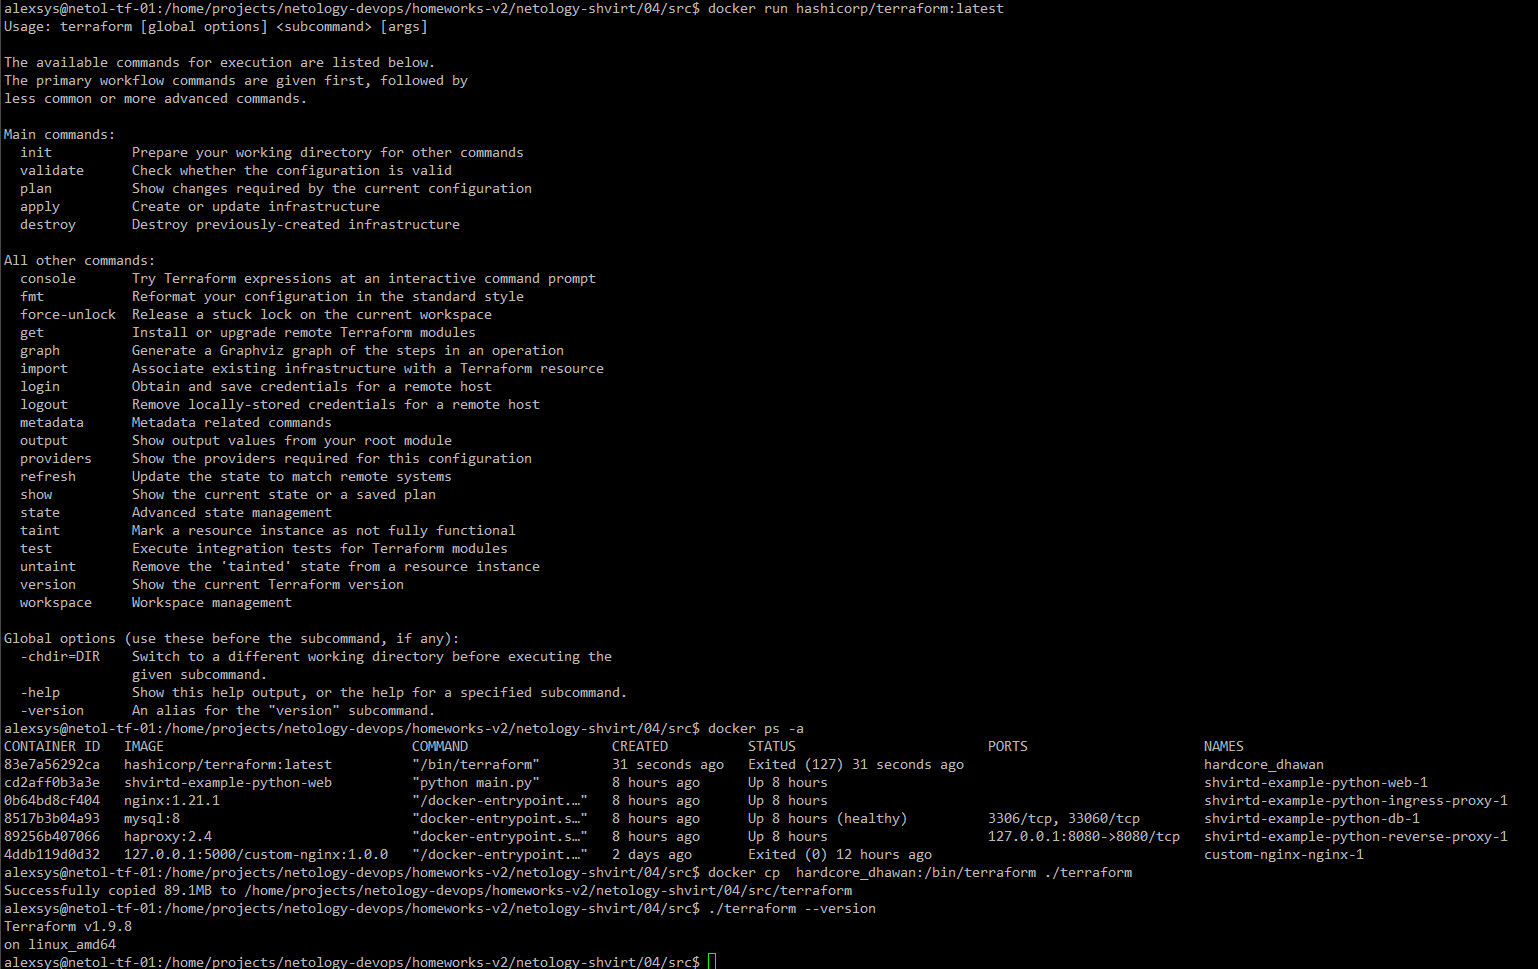 alexsys@netol-tf-01:/home/projects/netology-devops/homeworks-v2/netology-shvirt/04/src$ docker run hashicorp/terraform:latest
Usage: terraform [global options] <subcommand> [args]

The available commands for execution are listed below.
The primary workflow commands are given first, followed by
less common or more advanced commands.

Main commands:
  init          Prepare your working directory for other commands
  validate      Check whether the configuration is valid
  plan          Show changes required by the current configuration
  apply         Create or update infrastructure
  destroy       Destroy previously-created infrastructure

All other commands:
  console       Try Terraform expressions at an interactive command prompt
  fmt           Reformat your configuration in the standard style
  force-unlock  Release a stuck lock on the current workspace
  get           Install or upgrade remote Terraform modules
  graph         Generate a Graphviz graph of the steps in an operation
  import        Associate existing infrastructure with a Terraform resource
  login         Obtain and save credentials for a remote host
  logout        Remove locally-stored credentials for a remote host
  metadata      Metadata related commands
  output        Show output values from your root module
  providers     Show the providers required for this configuration
  refresh       Update the state to match remote systems
  show          Show the current state or a saved plan
  state         Advanced state management
  taint         Mark a resource instance as not fully functional
  test          Execute integration tests for Terraform modules
  untaint       Remove the 'tainted' state from a resource instance
  version       Show the current Terraform version
  workspace     Workspace management

Global options (use these before the subcommand, if any):
  -chdir=DIR    Switch to a different working directory before executing the
                given subcommand.
  -help         Show this help output, or the help for a specified subcommand.
  -version      An alias for the "version" subcommand.
alexsys@netol-tf-01:/home/projects/netology-devops/homeworks-v2/netology-shvirt/04/src$ docker ps -a
CONTAINER ID   IMAGE                               COMMAND                  CREATED          STATUS                        PORTS                      NAMES
83e7a56292ca   hashicorp/terraform:latest          "/bin/terraform"         31 seconds ago   Exited (127) 31 seconds ago                              hardcore_dhawan
cd2aff0b3a3e   shvirtd-example-python-web          "python main.py"         8 hours ago      Up 8 hours                                               shvirtd-example-python-web-1
0b64bd8cf404   nginx:1.21.1                        "/docker-entrypoint.…"   8 hours ago      Up 8 hours                                               shvirtd-example-python-ingress-proxy-1
8517b3b04a93   mysql:8                             "docker-entrypoint.s…"   8 hours ago      Up 8 hours (healthy)          3306/tcp, 33060/tcp        shvirtd-example-python-db-1
89256b407066   haproxy:2.4                         "docker-entrypoint.s…"   8 hours ago      Up 8 hours                    127.0.0.1:8080->8080/tcp   shvirtd-example-python-reverse-proxy-1
4ddb119d0d32   127.0.0.1:5000/custom-nginx:1.0.0   "/docker-entrypoint.…"   2 days ago       Exited (0) 12 hours ago                                  custom-nginx-nginx-1
alexsys@netol-tf-01:/home/projects/netology-devops/homeworks-v2/netology-shvirt/04/src$ docker cp  hardcore_dhawan:/bin/terraform ./terraform
Successfully copied 89.1MB to /home/projects/netology-devops/homeworks-v2/netology-shvirt/04/src/terraform
alexsys@netol-tf-01:/home/projects/netology-devops/homeworks-v2/netology-shvirt/04/src$ ./terraform --version
Terraform v1.9.8
on linux_amd64
alexsys@netol-tf-01:/home/projects/netology-devops/homeworks-v2/netology-shvirt/04/src$